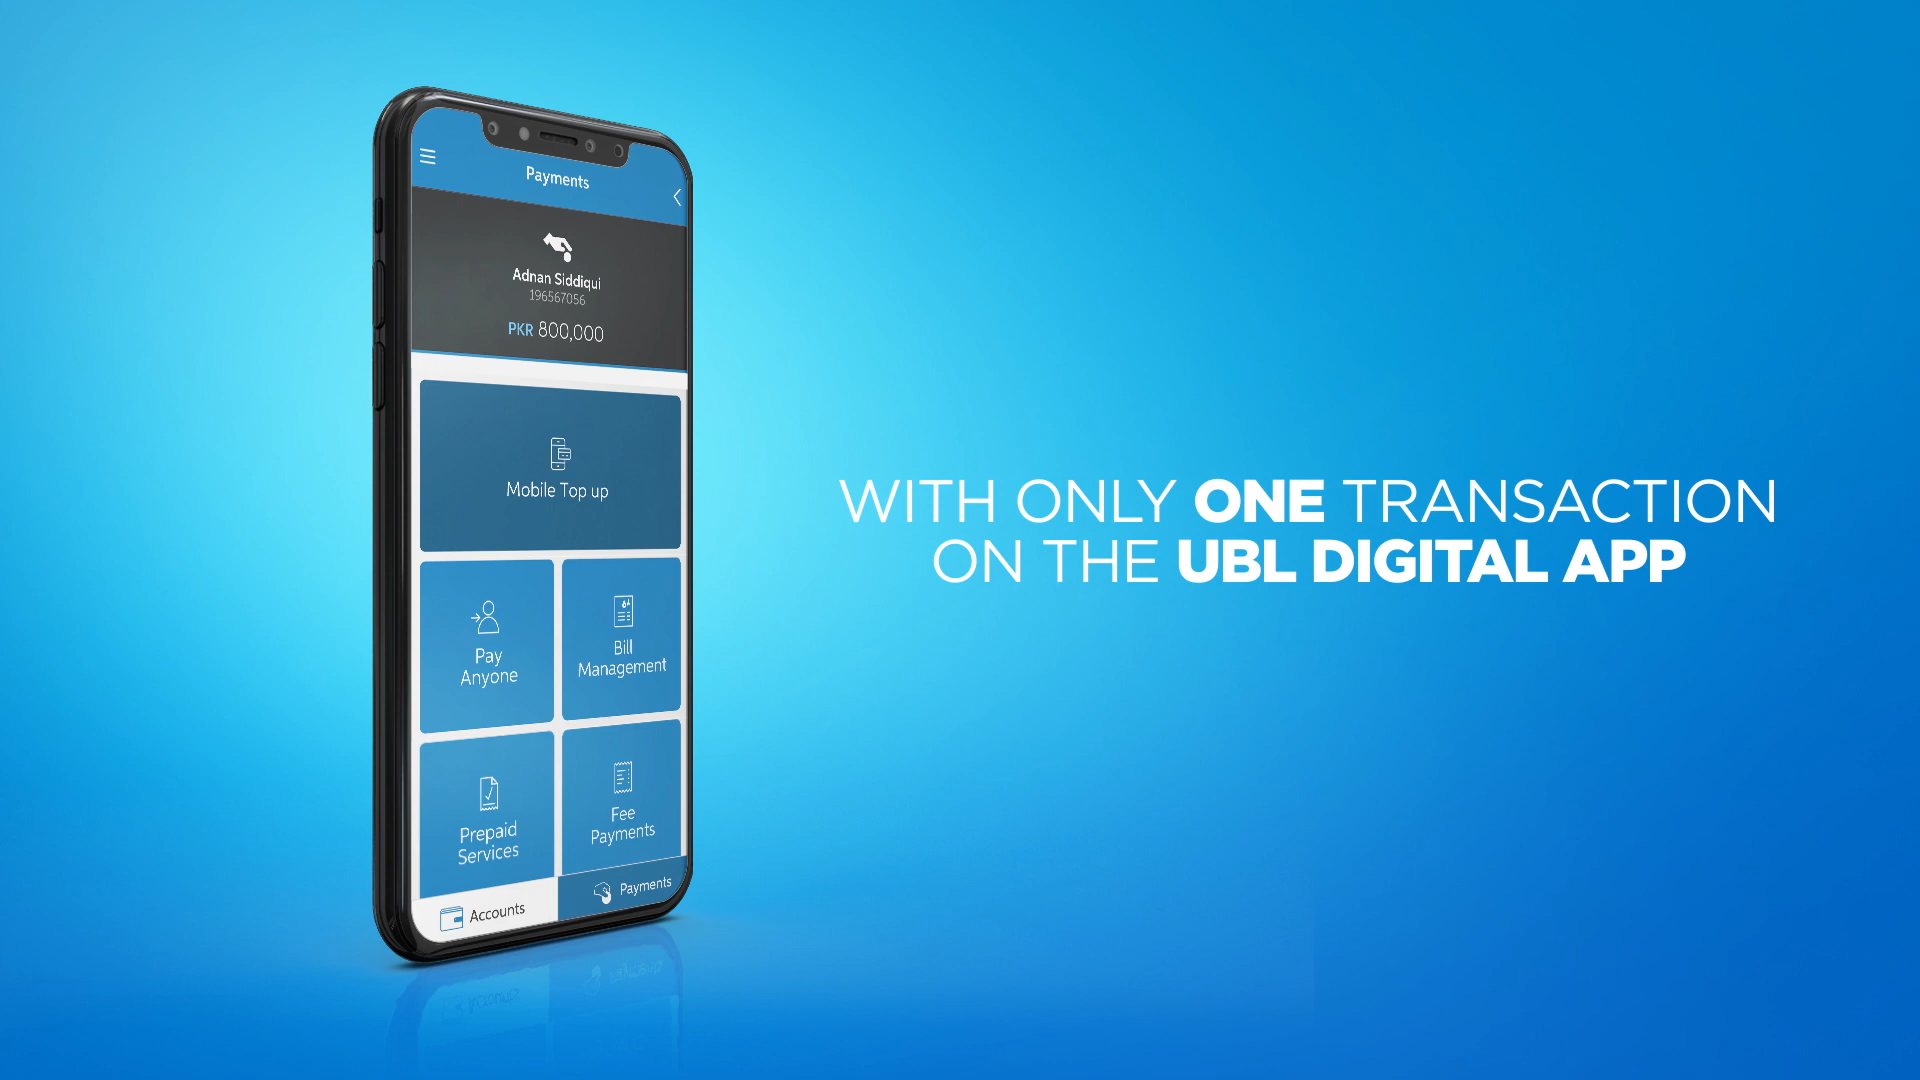 Payments
Adnan Siddiqui
196567056
PKR 800,000
Mobile Top up
Pay
Anyone
Bill
Management
Prepaid
Services
Fee
Payments
Accounts
Payments
WITH ONLY ONE TRANSACTION
ON THE UBL DIGITAL APP